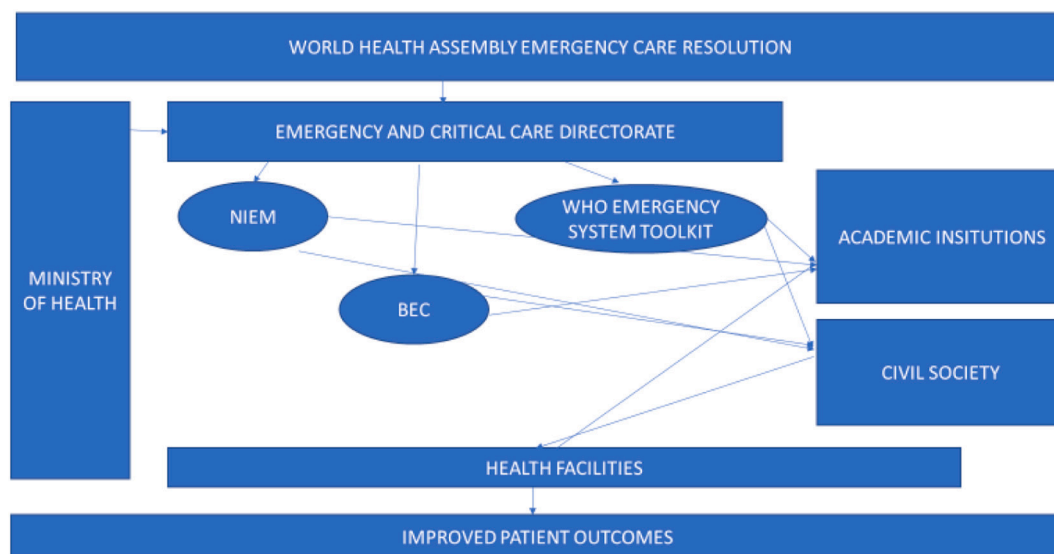 WORLD HEALTH ASSEMBLY EMERGENCY CARE RESOLUTION
EMERGENCY AND CRITICAL CARE DIRECTORATE
MINISTRY
OF HEALTH
NIEM
WHO EMERGENCY
SYSTEM TOOLKIT
ACADEMIC INSITUTIONS
BEC
CIVIL SOCIETY
HEALTH FACILITIES
IMPROVED PATIENT OUTCOMES